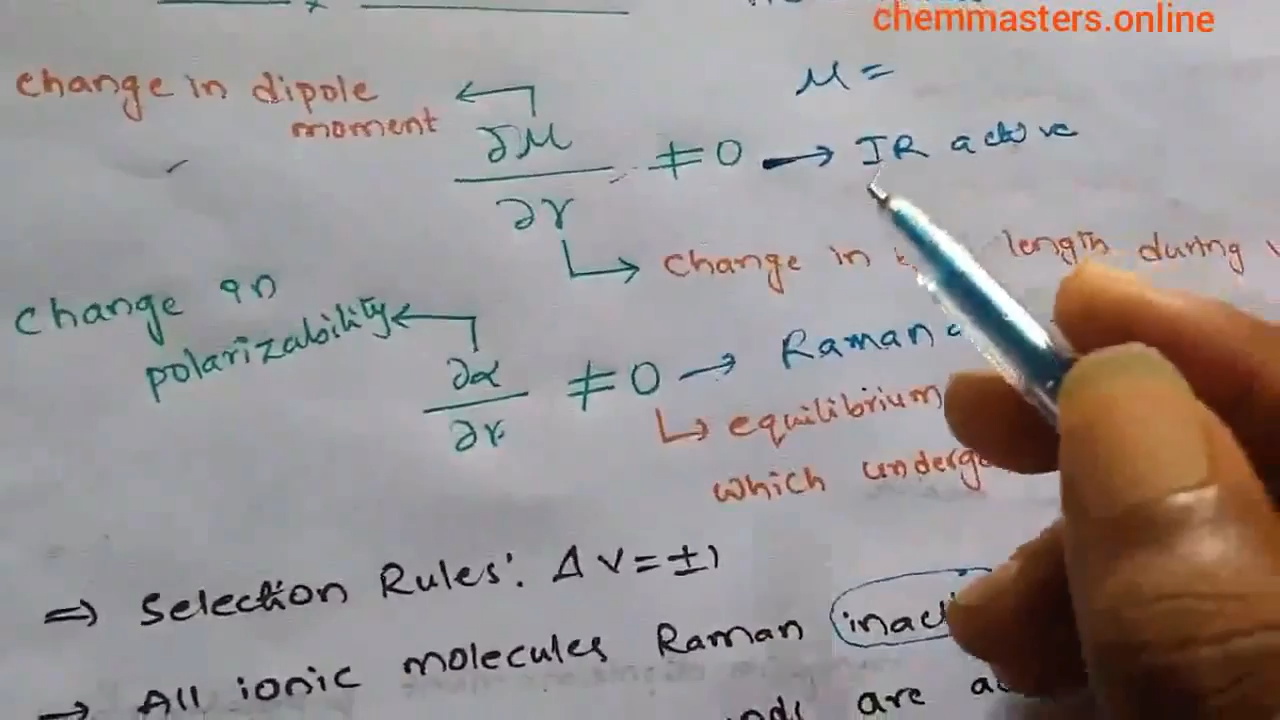 chemmasters.online
μ =
change in dipole
moment
∂μ
∂r
≠ 0 → IR active
change in length during
change in
polarizability
∂α
∂r
≠ 0 → Raman
equilibrium
which
⇒ Selection Rules: Δv = ±1
→ All ionic molecules Raman
are